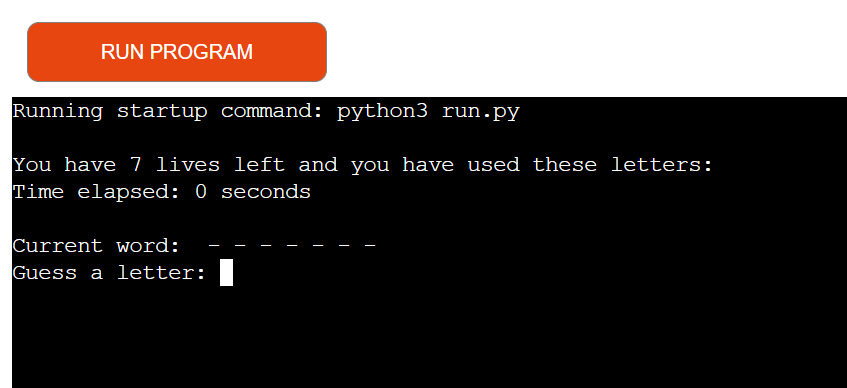 RUN PROGRAM
Running startup command: python3 run.py
You have 7 lives left and you have used these letters:
Time elapsed: 0 seconds
Current word:  - - - - - - -
Guess a letter: